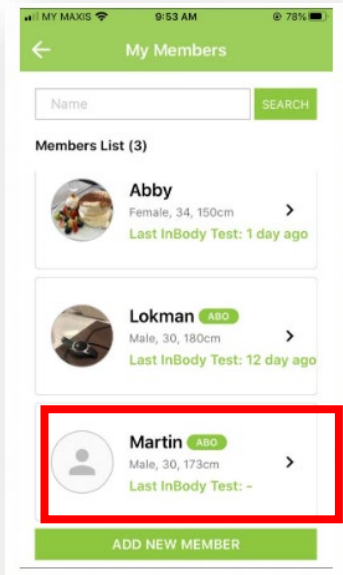 MY MAXIS 9:53 AM 78%
My Members
Name SEARCH
Members List (3)
Abby
Female, 34, 150cm
Last InBody Test: 1 day ago
Lokman ABO
Male, 30, 180cm
Last InBody Test: 12 day ago
Martin ABO
Male, 30, 173cm
Last InBody Test: -
ADD NEW MEMBER